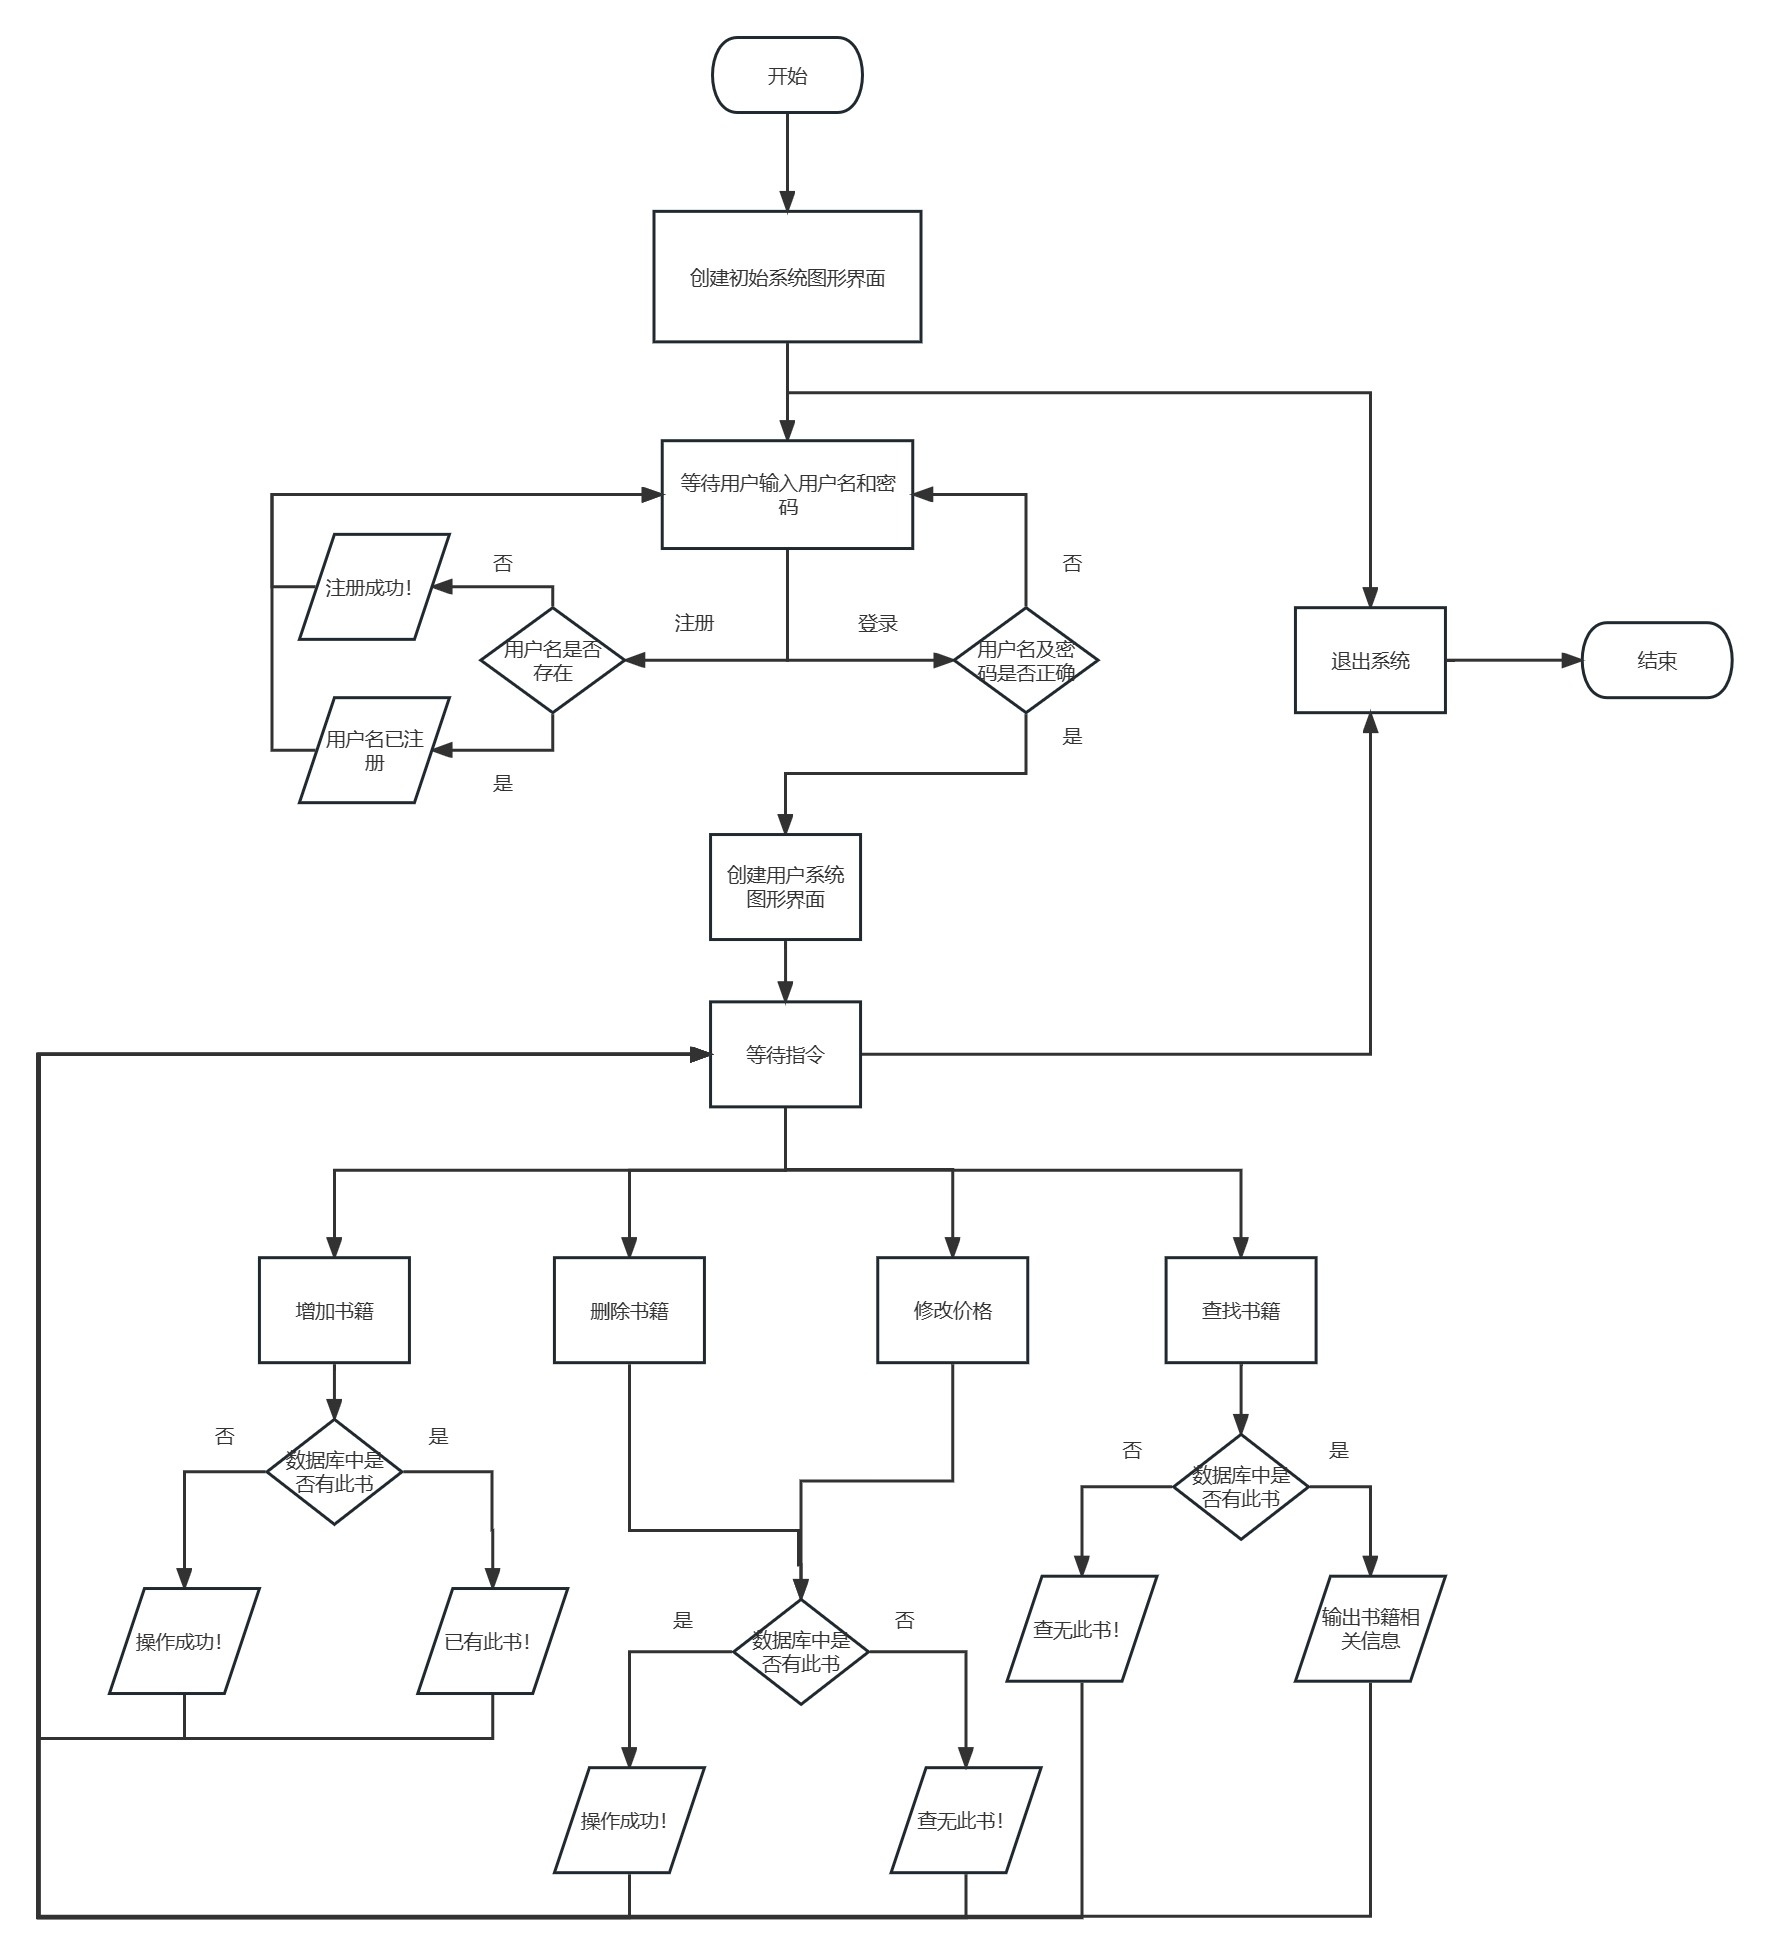 开始
创建初始系统图形界面
等待用户输入用户名和密
码
否
否
注册成功!
注册
登录
用户名是否
存在
用户名及密
码是否正确
退出系统
结束
用户名已注
册
是
是
创建用户系统
图形界面
等待指令
增加书籍
删除书籍
修改价格
查找书籍
否
是
数据库中是
否有此书
否
是
数据库中是
否有此书
操作成功!
已有此书!
是
否
数据库中是
否有此书
查无此书!
输出书籍相
关信息
操作成功!
查无此书!